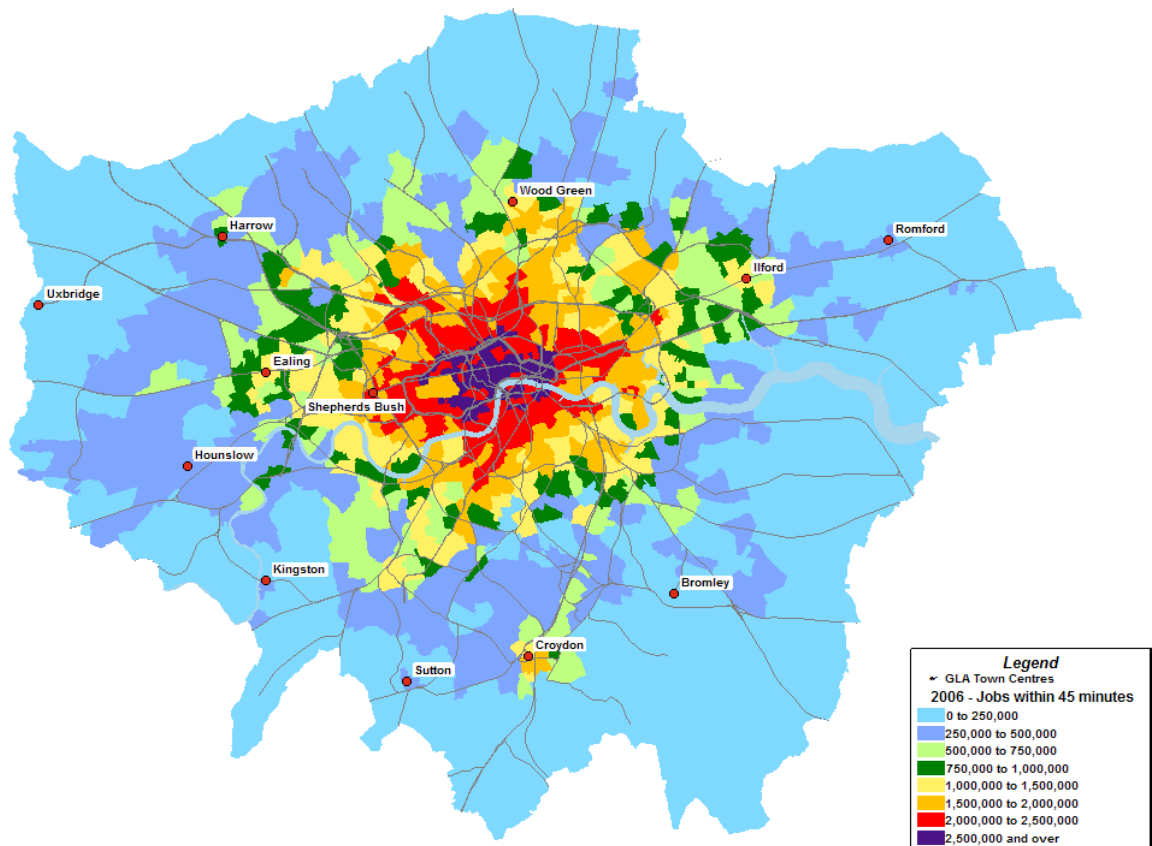 Wood Green
Harrow
Romford
Ilford
Uxbridge
Ealing
Shepherds Bush
Hounslow
Kingston
Bromley
Croydon
Sutton
Legend
GLA Town Centres
2006 - Jobs within 45 minutes
0 to 250,000
250,000 to 500,000
500,000 to 750,000
750,000 to 1,000,000
1,000,000 to 1,500,000
1,500,000 to 2,000,000
2,000,000 to 2,500,000
2,500,000 and over